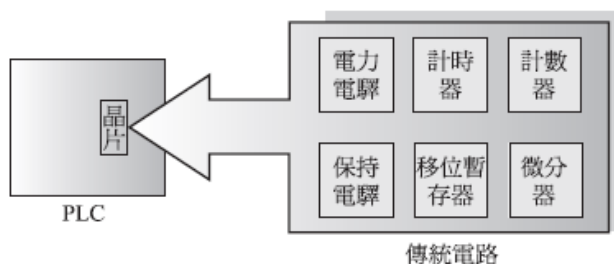 電力
電驛
計時
器
計數
器
晶
片
保持
電驛
移位暫
存器
微分
器
PLC
傳統電路